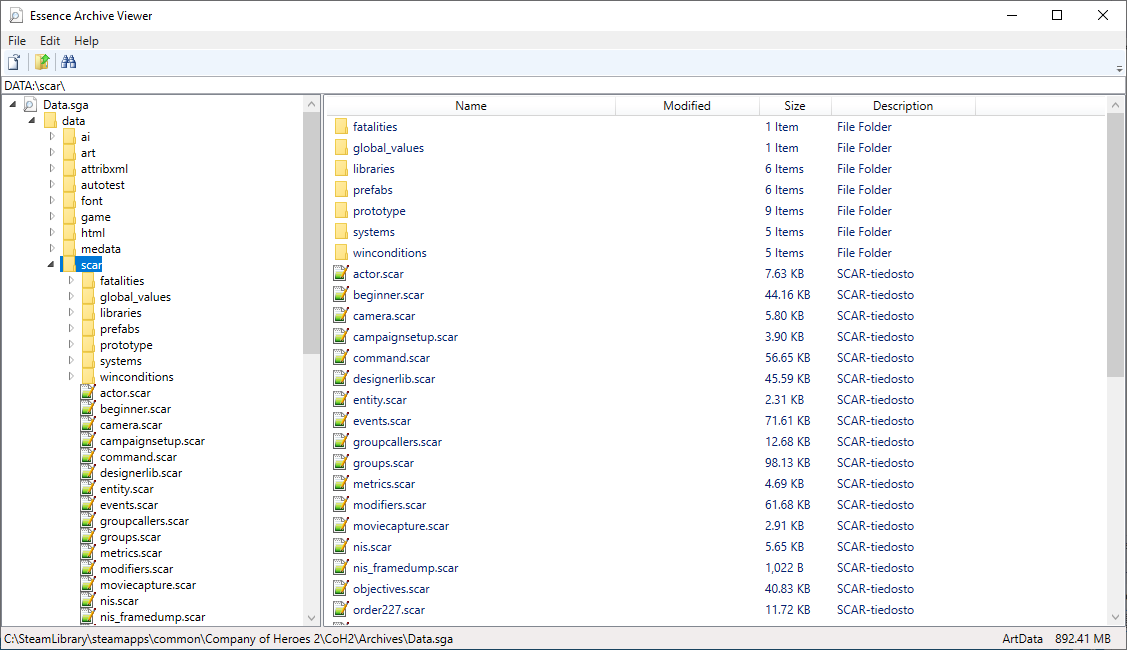 Essence Archive Viewer
File Edit Help
DATA:\scar\
Data.sga
data
ai
art
attribxml
autotest
font
game
html
medata
scar
fatalities
global_values
libraries
prefabs
prototype
systems
winconditions
actor.scar
beginner.scar
camera.scar
campaignsetup.scar
command.scar
designerlib.scar
entity.scar
events.scar
groupcallers.scar
groups.scar
metrics.scar
modifiers.scar
moviecapture.scar
nis.scar
nis_framedump.scar
Name Modified Size Description
fatalities 1 Item File Folder
global_values 1 Item File Folder
libraries 6 Items File Folder
prefabs 6 Items File Folder
prototype 9 Items File Folder
systems 5 Items File Folder
winconditions 5 Items File Folder
actor.scar 7.63 KB SCAR-tiedosto
beginner.scar 44.16 KB SCAR-tiedosto
camera.scar 5.80 KB SCAR-tiedosto
campaignsetup.scar 3.90 KB SCAR-tiedosto
command.scar 56.65 KB SCAR-tiedosto
designerlib.scar 45.59 KB SCAR-tiedosto
entity.scar 2.31 KB SCAR-tiedosto
events.scar 71.61 KB SCAR-tiedosto
groupcallers.scar 12.68 KB SCAR-tiedosto
groups.scar 98.13 KB SCAR-tiedosto
metrics.scar 4.69 KB SCAR-tiedosto
modifiers.scar 61.68 KB SCAR-tiedosto
moviecapture.scar 2.91 KB SCAR-tiedosto
nis.scar 5.65 KB SCAR-tiedosto
nis_framedump.scar 1,022 B SCAR-tiedosto
objectives.scar 40.83 KB SCAR-tiedosto
order227.scar 11.72 KB SCAR-tiedosto
C:\SteamLibrary\steamapps\common\Company of Heroes 2\CoH2\Archives\Data.sga ArtData 892.41 MB